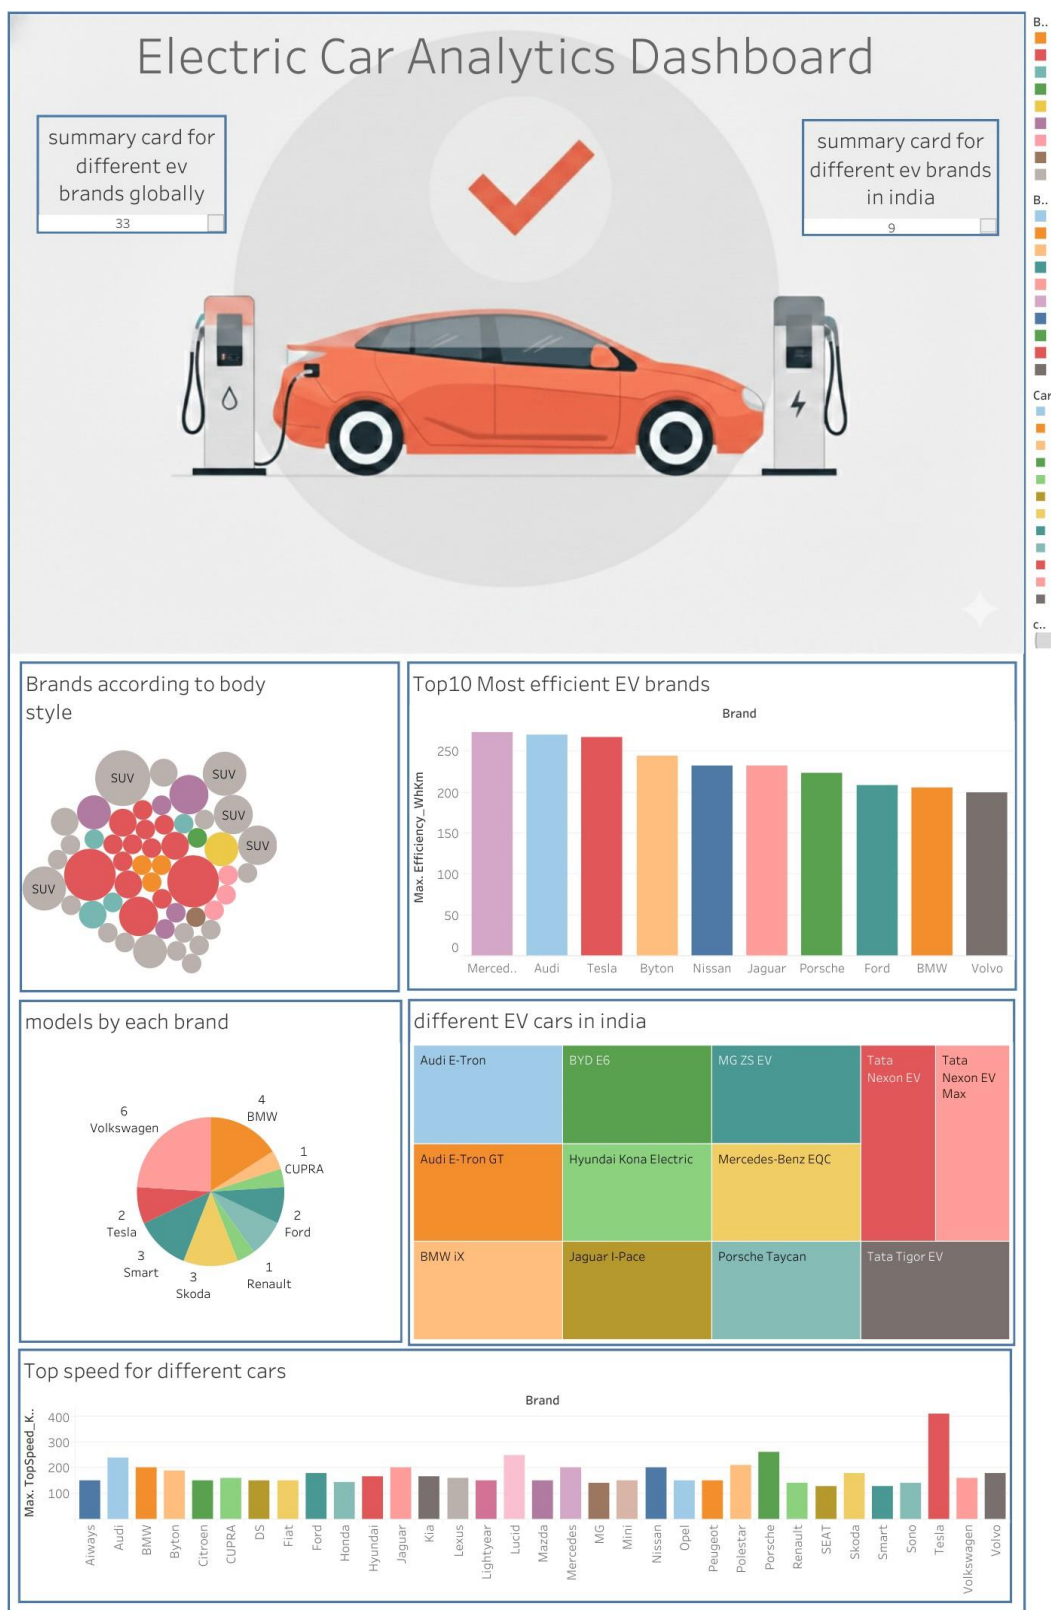 Electric Car Analytics Dashboard
summary card for
different ev
brands globally
33
summary card for
different ev brands
in india
9
B..
B..
Car
c..
Brands according to body
style
SUV
SUV
SUV
SUV
SUV
Top10 Most efficient EV brands
Brand
Max. Efficiency_WhKm
250
200
150
100
50
0
Merced..
Audi
Tesla
Byton
Nissan
Jaguar
Porsche
Ford
BMW
Volvo
models by each brand
4
BMW
1
CUPRA
2
Ford
1
Renault
3
Skoda
3
Smart
2
Tesla
6
Volkswagen
different EV cars in india
Audi E-Tron
BYD E6
MG ZS EV
Tata
Nexon EV
Tata
Nexon EV
Max
Audi E-Tron GT
Hyundai Kona Electric
Mercedes-Benz EQC
BMW iX
Jaguar I-Pace
Porsche Taycan
Tata Tigor EV
Top speed for different cars
Brand
Max. TopSpeed_K..
400
300
200
100
Aiways
Audi
BMW
Byton
Citroen
CUPRA
DS
Fiat
Ford
Honda
Hyundai
Jaguar
Kia
Lexus
Lightyear
Lucid
Mazda
Mercedes
MG
Mini
Nissan
Opel
Peugeot
Polestar
Porsche
Renault
SEAT
Skoda
Smart
Sono
Tesla
Volkswagen
Volvo